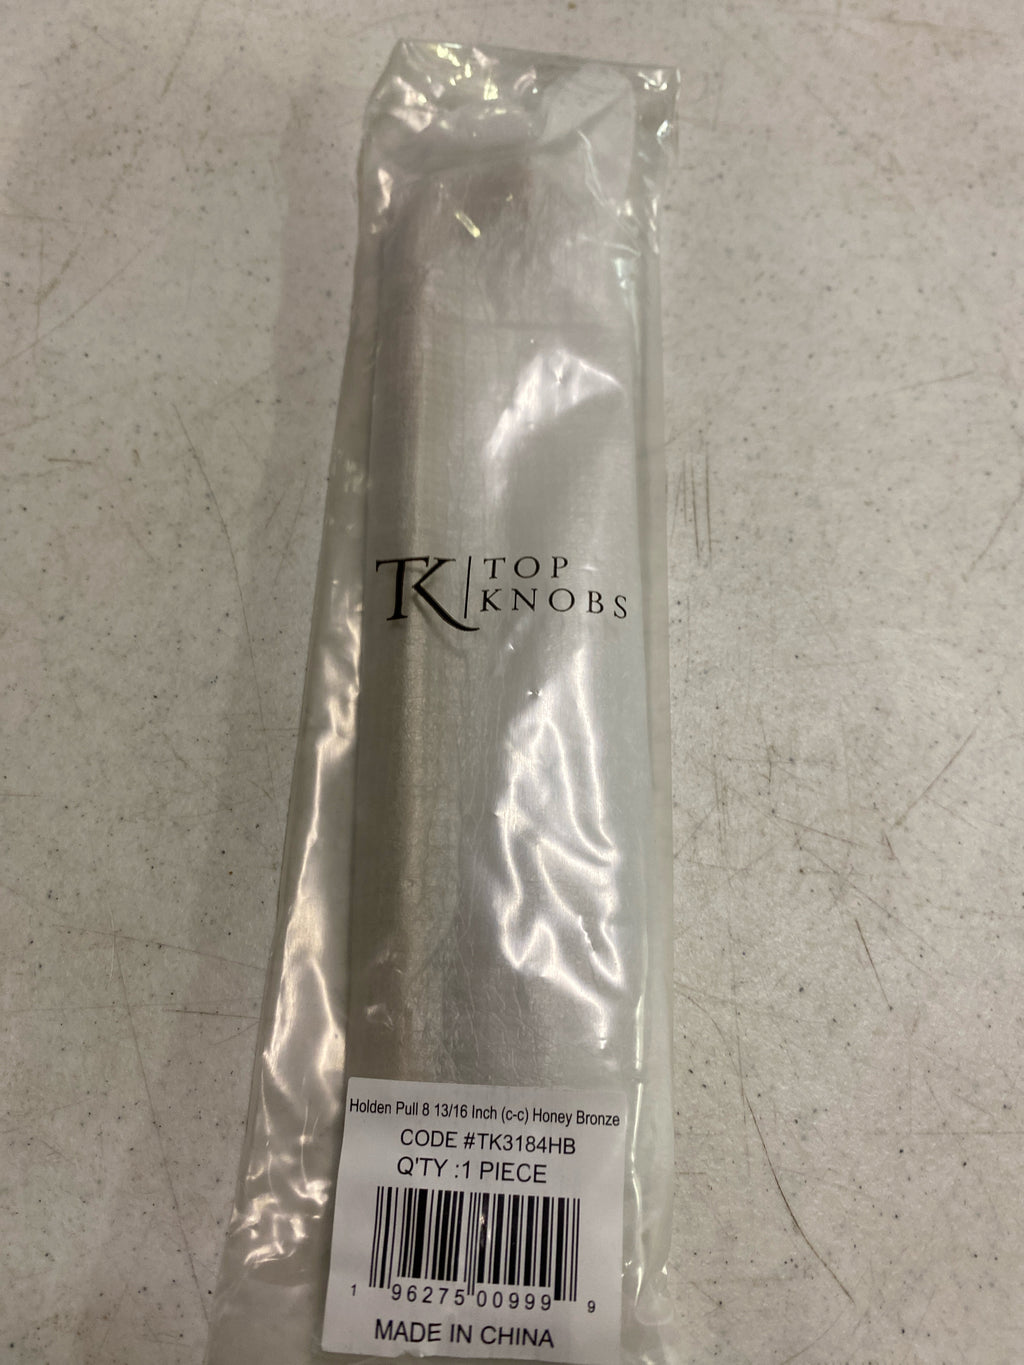 TK TOP
KNOBS
Holden Pull 8 13/16 Inch (c-c) Honey Bronze
CODE #TK3184HB
Q'TY :1 PIECE
1 96275 00999 9
MADE IN CHINA